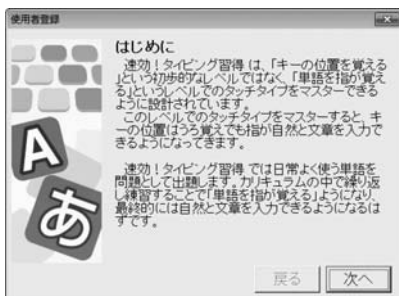 使用者登録
はじめに
速効！タイピング習得 は、「キーの位置を覚える
」という初歩的なレベルではなく、「単語を指が覚え
る」というレベルでのタッチタイプをマスターできる
ように設計されています。
このレベルでのタッチタイプをマスターすると、キ
ーの位置はうろ覚えでも指が自然と文章を入力で
きるようになってきます。
速効！タイピング習得 では日常よく使う単語を
問題として出題します。カリキュラムの中で繰り返
し練習することで「単語を指が覚える」ようになり、
最終的には自然と文章を入力できるようになるは
ずです。
A
あ
戻る
次へ